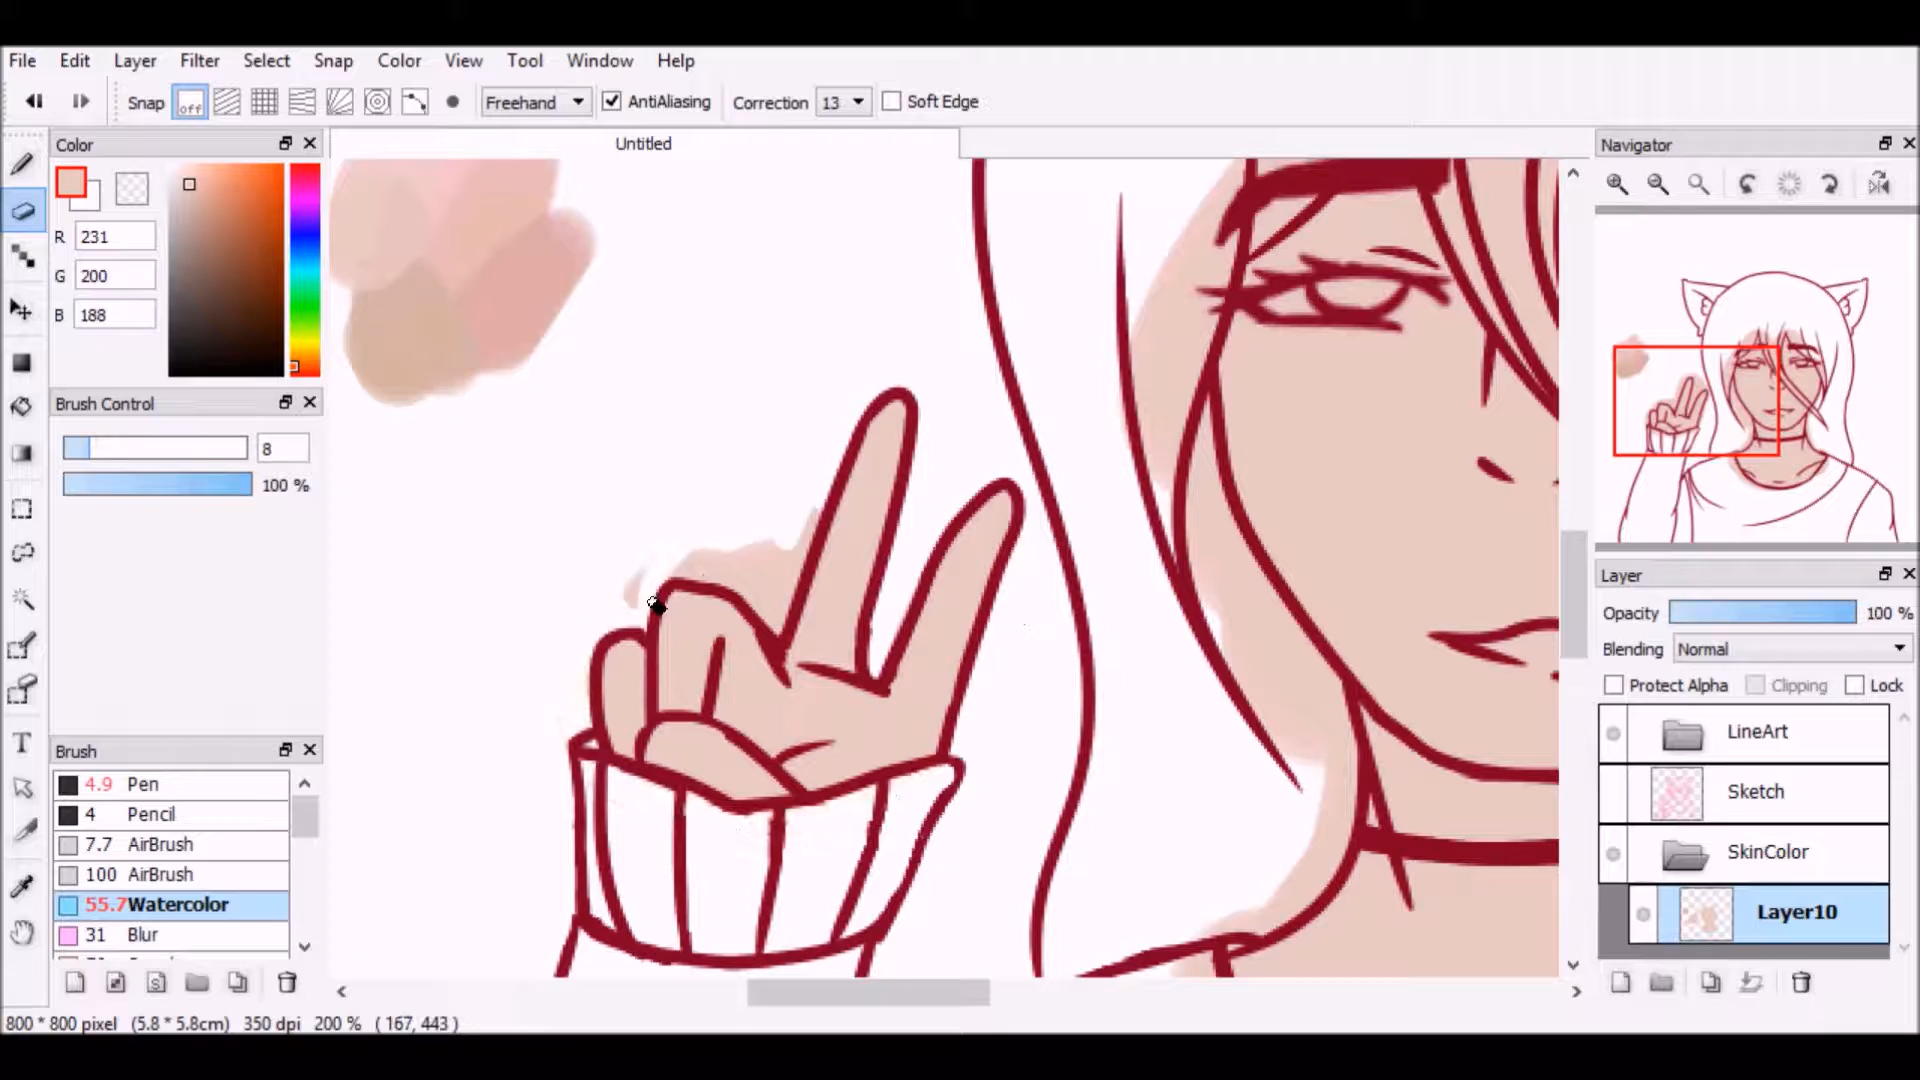 File Edit Layer Filter Select Snap Color View Tool Window Help
Snap off Freehand AntiAliasing Correction 13 Soft Edge
Color
Untitled
Navigator
R 231
G 200
B 188
Brush Control
8
100 %
Layer
Opacity 100 %
Blending Normal
Protect Alpha Clipping Lock
LineArt
Sketch
SkinColor
Layer10
Brush
4.9 Pen
4 Pencil
7.7 AirBrush
100 AirBrush
55.7 Watercolor
31 Blur
T
S
800 * 800 pixel (5.8 * 5.8cm) 350 dpi 200 % ( 167, 443 )